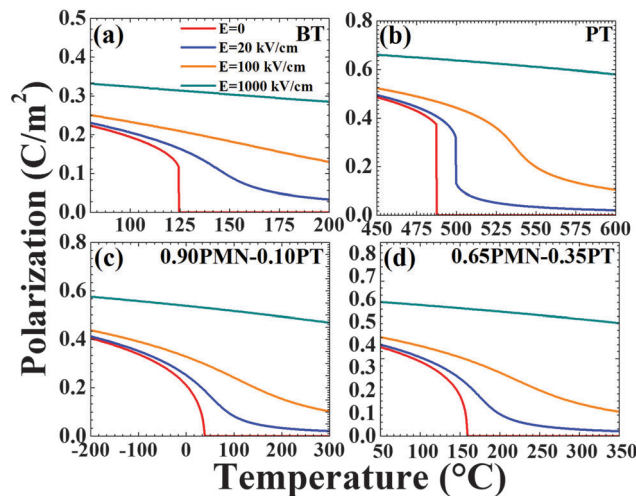 Polarization (C/m²)
(a)
BT
E=0
E=20 kV/cm
E=100 kV/cm
E=1000 kV/cm
0.5
0.4
0.3
0.2
0.1
0.0
100 125 150 175 200
(b)
PT
0.8
0.6
0.4
0.2
0.0
450 475 500 525 550 575 600
(c)
0.90PMN-0.10PT
0.8
0.6
0.4
0.2
0.0
-200 -100 0 100 200 300
(d)
0.65PMN-0.35PT
0.8
0.7
0.6
0.5
0.4
0.3
0.2
0.1
0.0
50 100 150 200 250 300 350
Temperature (°C)